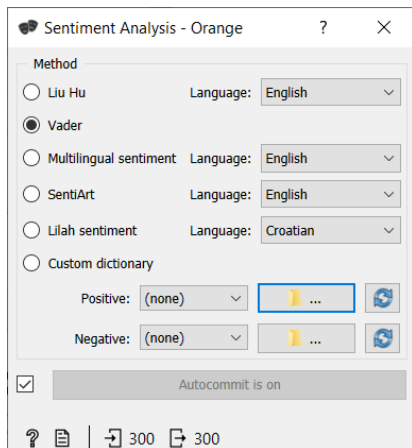 Sentiment Analysis - Orange ? ×
Method
Liu Hu Language: English
Vader
Multilingual sentiment Language: English
SentiArt Language: English
Lilah sentiment Language: Croatian
Custom dictionary
Positive: (none) ...
Negative: (none) ...
Autocommit is on
? 300 300